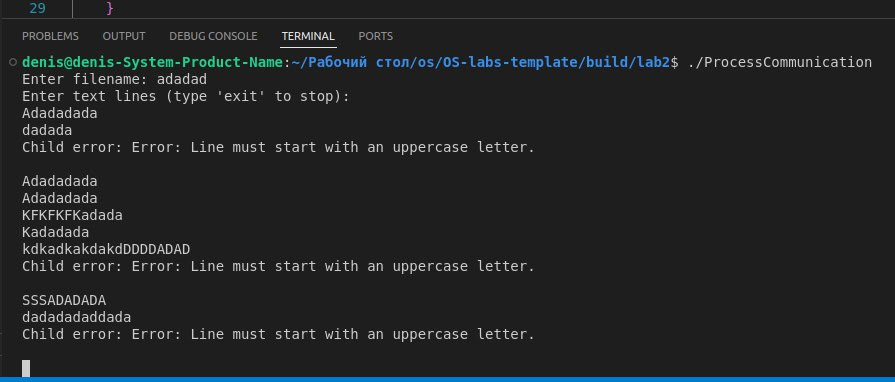 29 }
PROBLEMS OUTPUT DEBUG CONSOLE TERMINAL PORTS
denis@denis-System-Product-Name:~/Рабочий стол/os/OS-labs-template/build/lab2$ ./ProcessCommunication
Enter filename: adadad
Enter text lines (type 'exit' to stop):
Adadadada
dadada
Child error: Error: Line must start with an uppercase letter.
Adadadada
Adadadada
KFKFKFKadada
Kadadada
kdkadkakdakdDDDDADAD
Child error: Error: Line must start with an uppercase letter.
SSSADADADA
dadadadaddada
Child error: Error: Line must start with an uppercase letter.